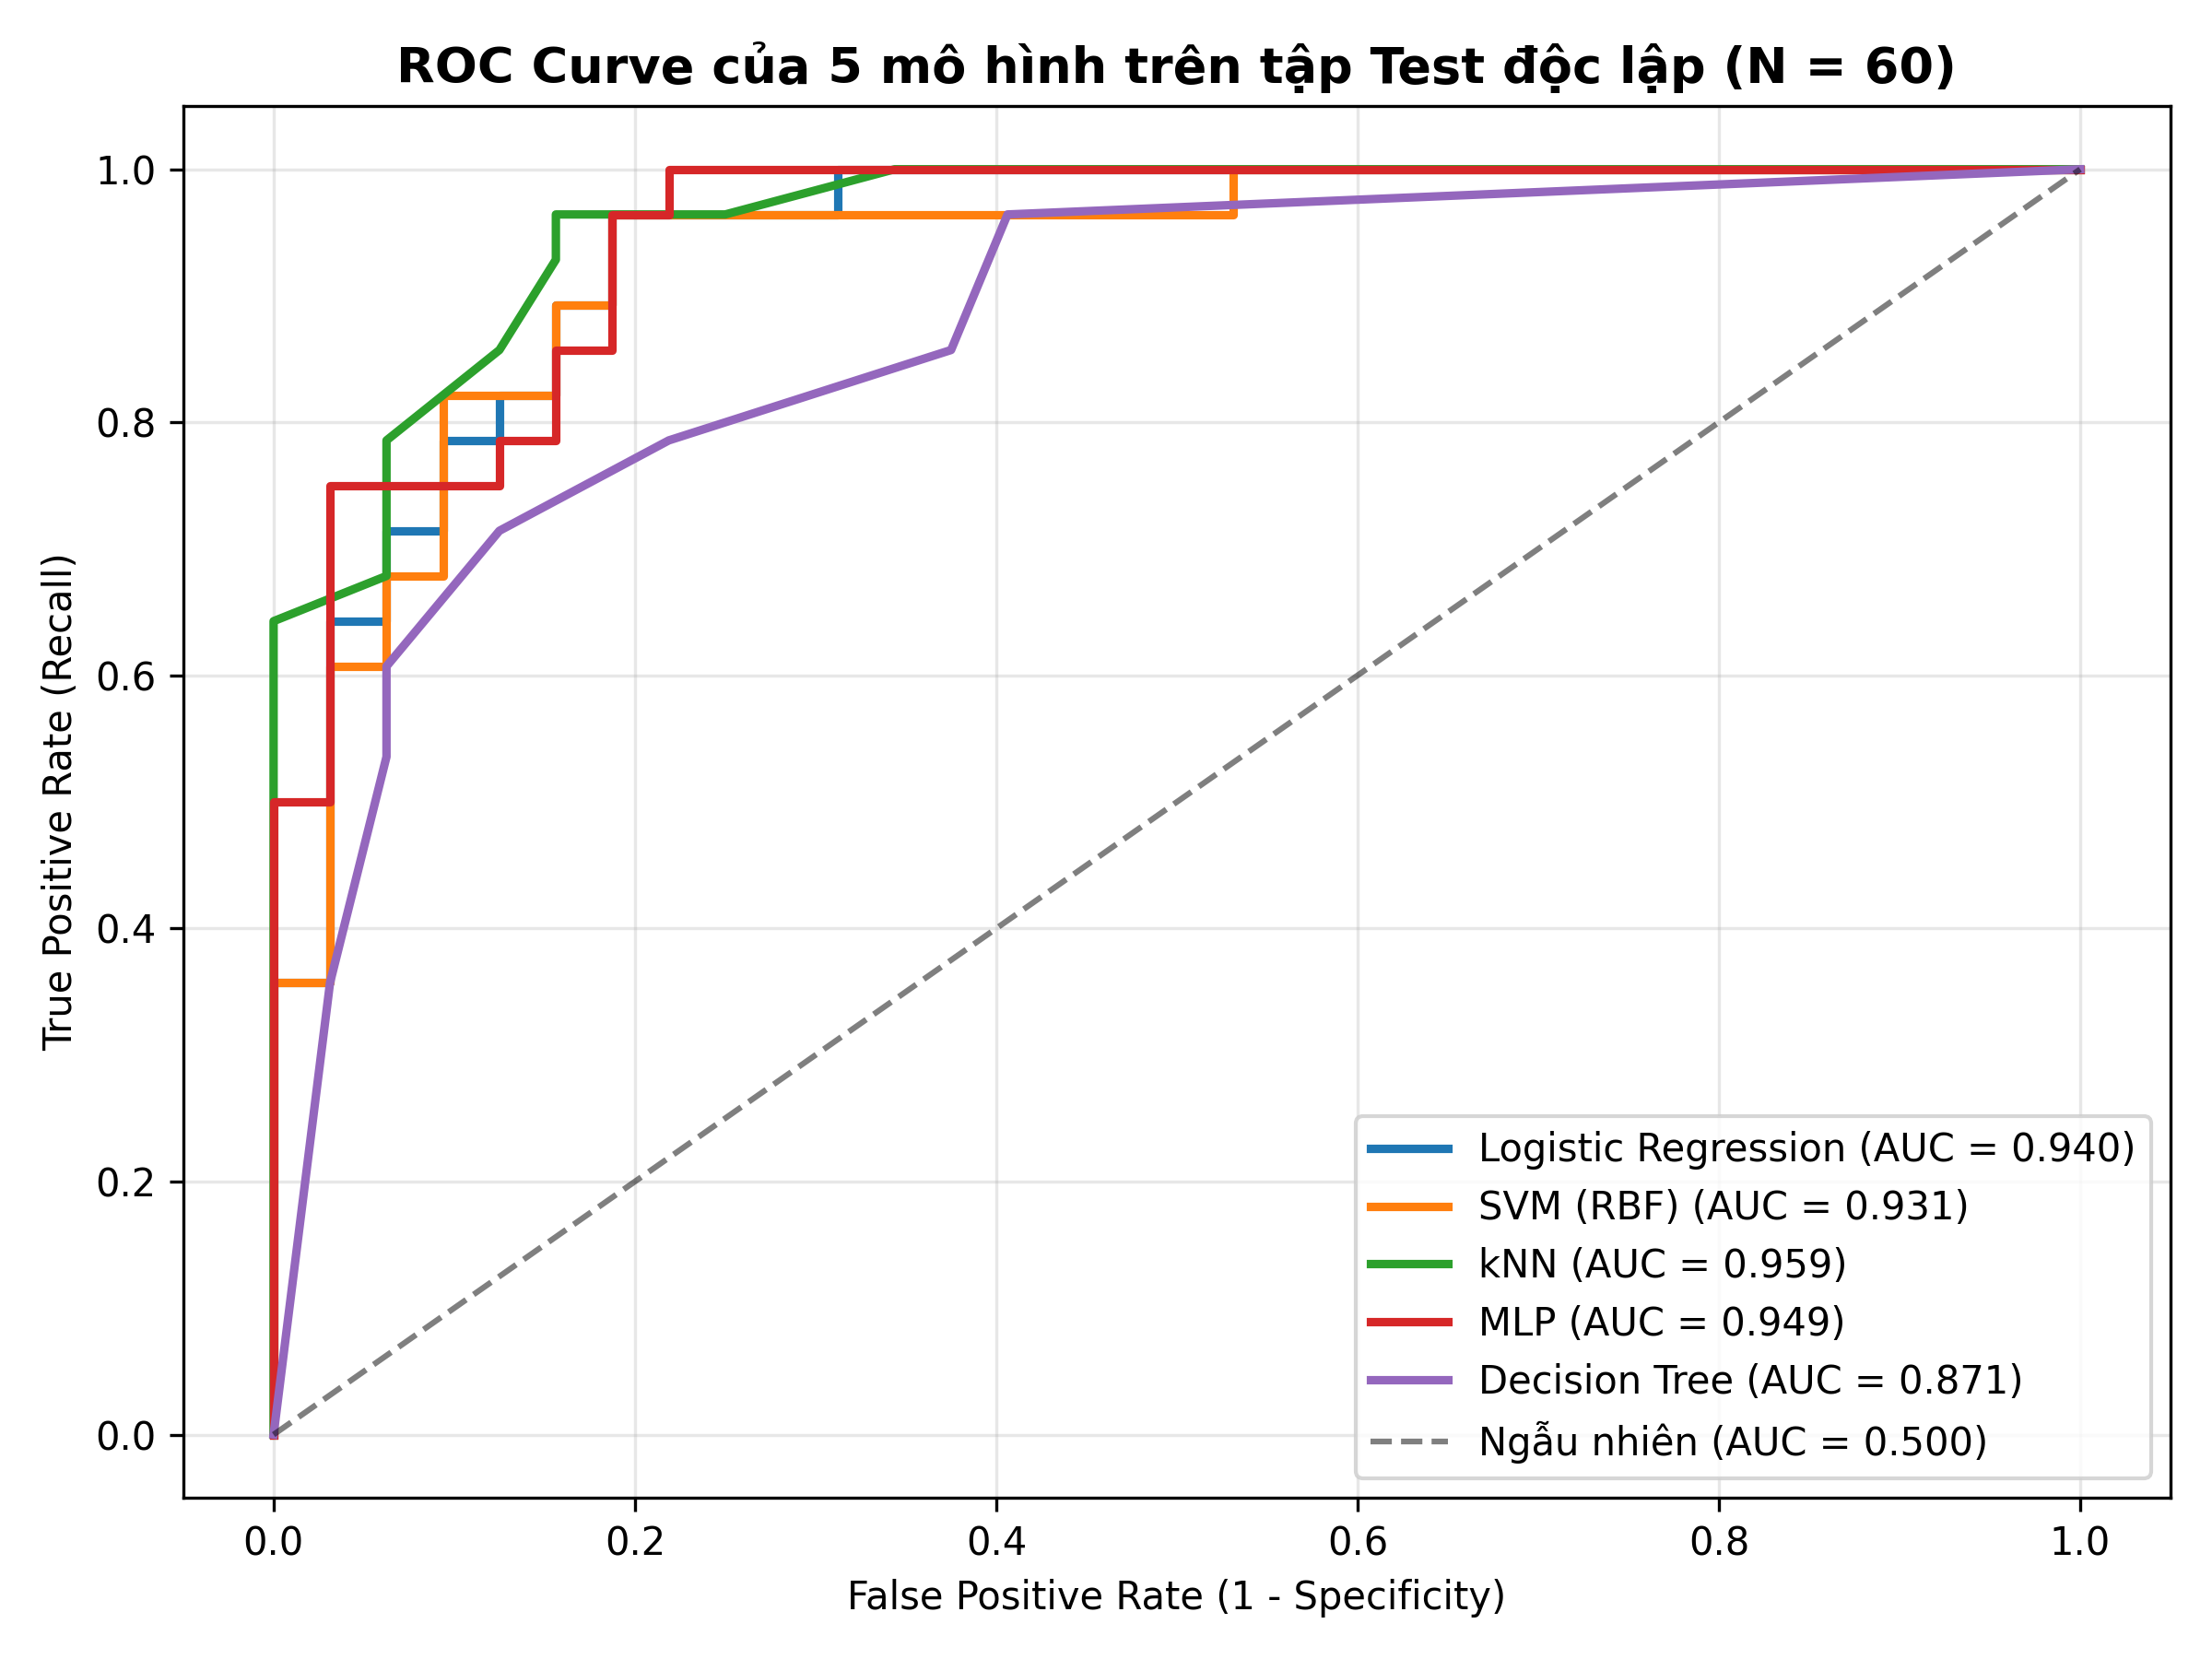 ROC Curve của 5 mô hình trên tập Test độc lập (N = 60)
True Positive Rate (Recall)
1.0
0.8
0.6
0.4
0.2
0.0
Logistic Regression (AUC = 0.940)
SVM (RBF) (AUC = 0.931)
kNN (AUC = 0.959)
MLP (AUC = 0.949)
Decision Tree (AUC = 0.871)
Ngẫu nhiên (AUC = 0.500)
0.0 0.2 0.4 0.6 0.8 1.0
False Positive Rate (1 - Specificity)